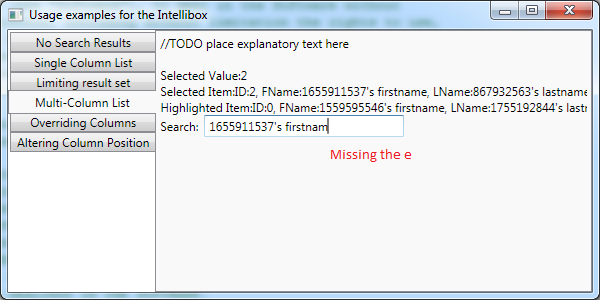 Usage examples for the Intellibox
No Search Results
Single Column List
Limiting result set
Multi-Column List
Overriding Columns
Altering Column Position
//TODO place explanatory text here
Selected Value:2
Selected Item:ID:2, FName:1655911537's firstname, LName:867932563's lastname
Highlighted Item:ID:0, FName:1559595546's firstname, LName:1755192844's lastn
Search: 1655911537's firstnam
Missing the e